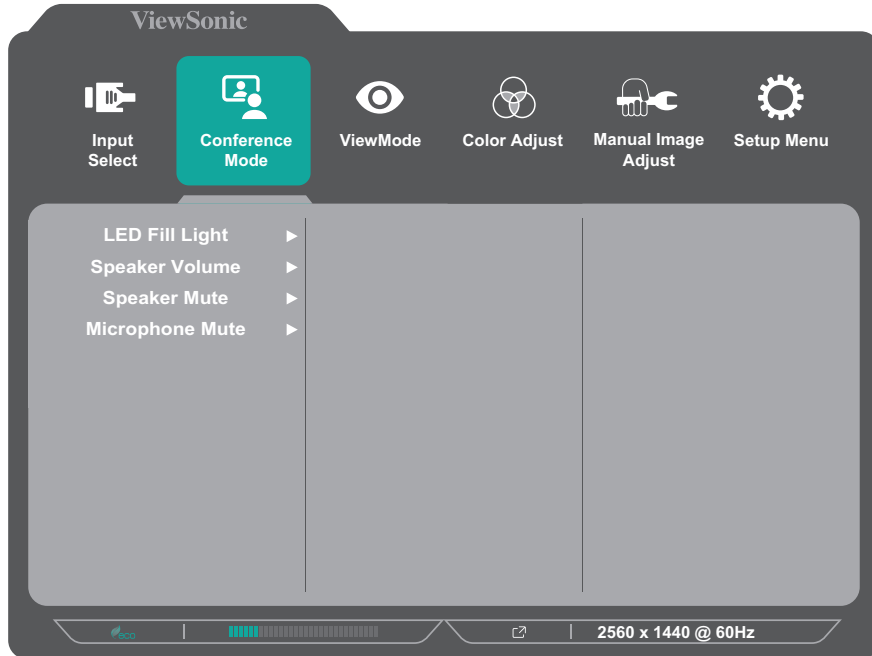 ViewSonic
Input
Select
Conference
Mode
ViewMode
Color Adjust
Manual Image
Adjust
Setup Menu
LED Fill Light
Speaker Volume
Speaker Mute
Microphone Mute
eco
2560 x 1440 @ 60Hz